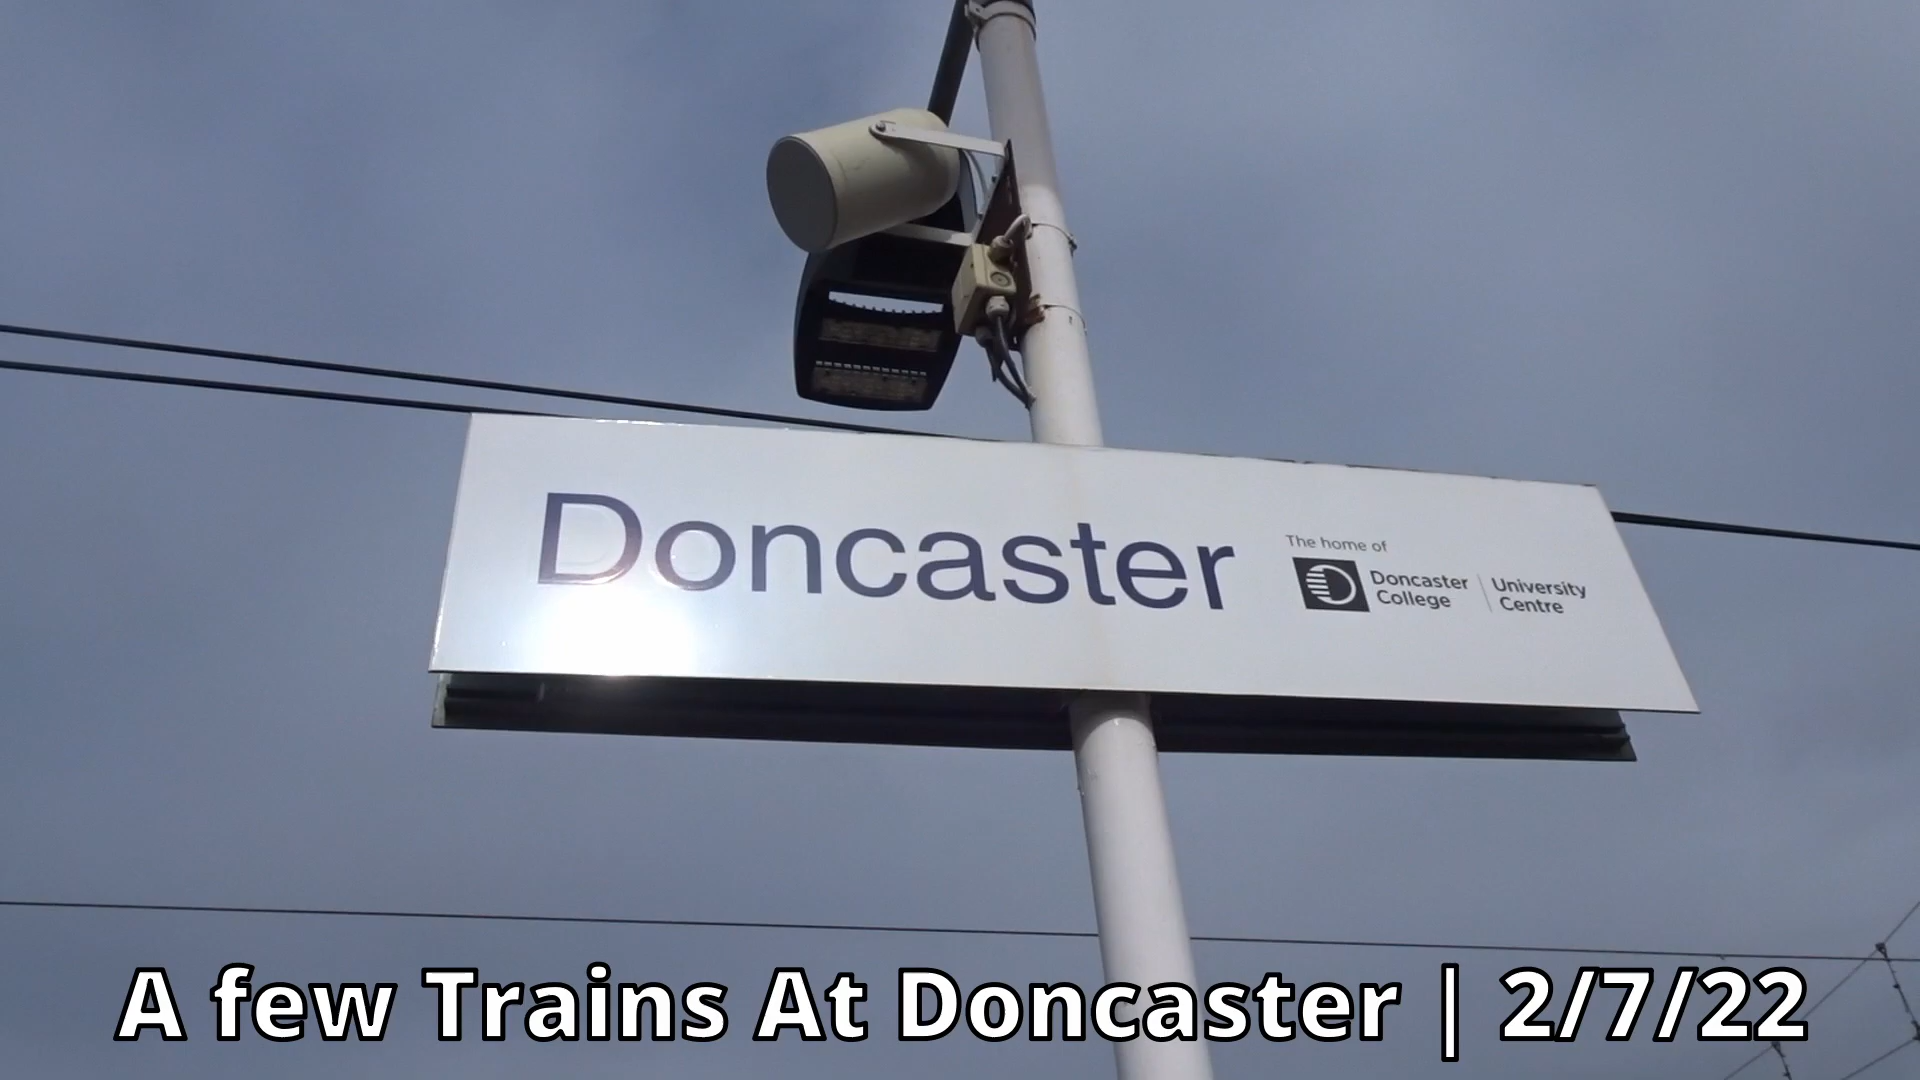 Doncaster
The home of
Doncaster
College
University
Centre
A few Trains At Doncaster | 2/7/22